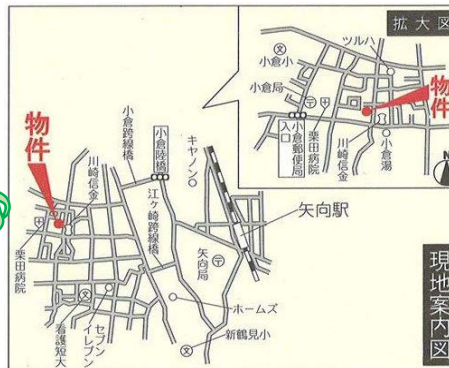 拡大図
ツルハ
小倉小
小倉局
物件
小倉郵便局入口
栗田病院
川崎信金
小倉湯
N
物件
川崎信金
小倉跨線橋
小倉陸橋
キヤノン
江ヶ崎跨線橋
矢向駅
矢向局
栗田病院
ホームズ
看護短大
セブンイレブン
新鶴見小
現地案内図